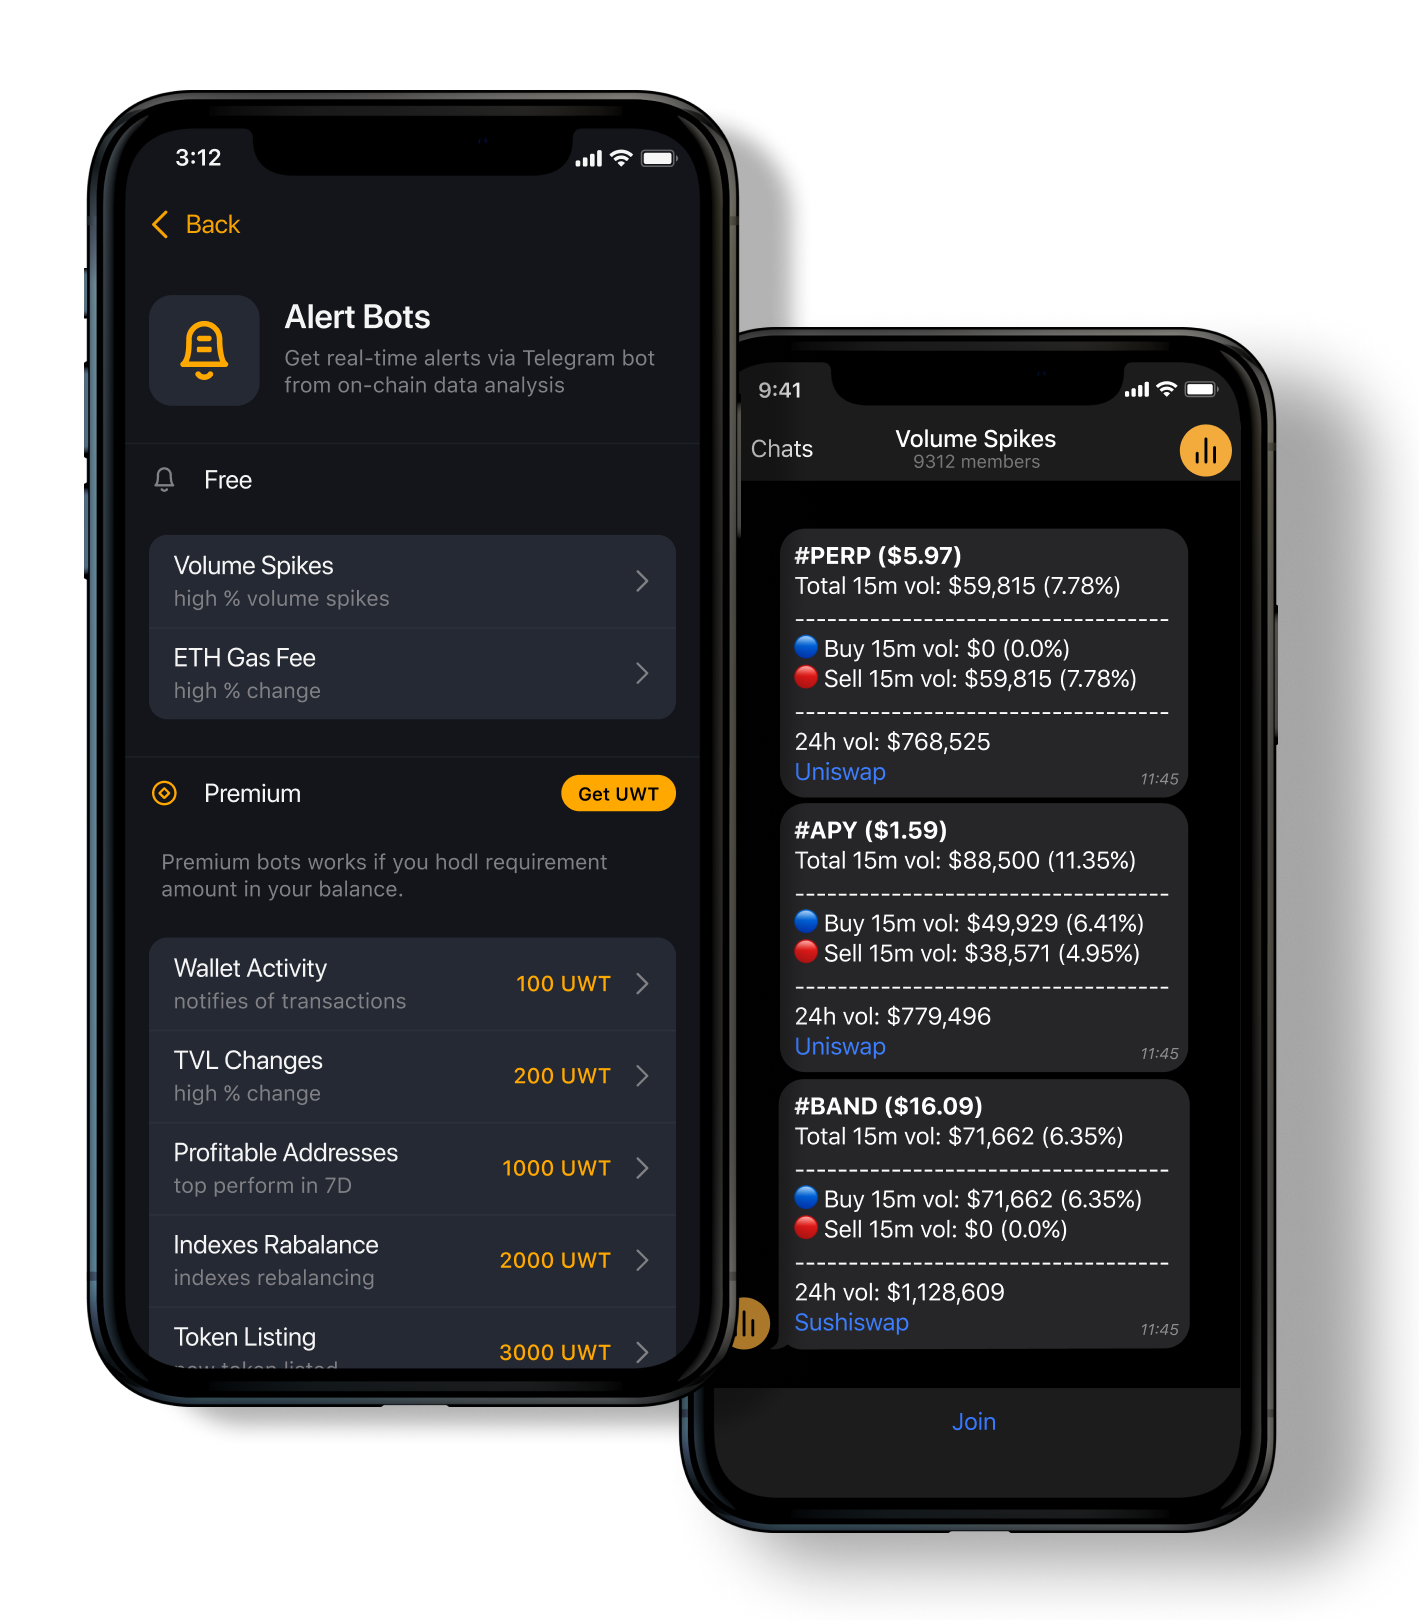 3:12
Back
Alert Bots
Get real-time alerts via Telegram bot
from on-chain data analysis
Free
Volume Spikes
high % volume spikes
ETH Gas Fee
high % change
Premium
Get UWT
Premium bots works if you hodl requirement
amount in your balance.
Wallet Activity
100 UWT
notifies of transactions
TVL Changes
200 UWT
high % change
Profitable Addresses
1000 UWT
top perform in 7D
Indexes Rabalance
2000 UWT
indexes rebalancing
Token Listing
3000 UWT
new token listed
9:41
Chats
Volume Spikes
9312 members
#PERP ($5.97)
Total 15m vol: $59,815 (7.78%)
----------------------------------
🔵 Buy 15m vol: $0 (0.0%)
🔴 Sell 15m vol: $59,815 (7.78%)
----------------------------------
24h vol: $768,525
Uniswap
11:45
#APY ($1.59)
Total 15m vol: $88,500 (11.35%)
----------------------------------
🔵 Buy 15m vol: $49,929 (6.41%)
🔴 Sell 15m vol: $38,571 (4.95%)
----------------------------------
24h vol: $779,496
Uniswap
11:45
#BAND ($16.09)
Total 15m vol: $71,662 (6.35%)
----------------------------------
🔵 Buy 15m vol: $71,662 (6.35%)
🔴 Sell 15m vol: $0 (0.0%)
----------------------------------
24h vol: $1,128,609
Sushiswap
11:45
Join